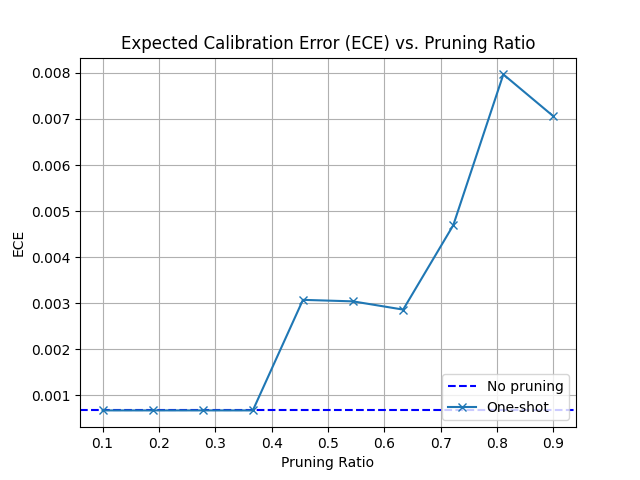 Expected Calibration Error (ECE) vs. Pruning Ratio
ECE
0.008
0.007
0.006
0.005
0.004
0.003
0.002
0.001
No pruning
One-shot
0.1 0.2 0.3 0.4 0.5 0.6 0.7 0.8 0.9
Pruning Ratio